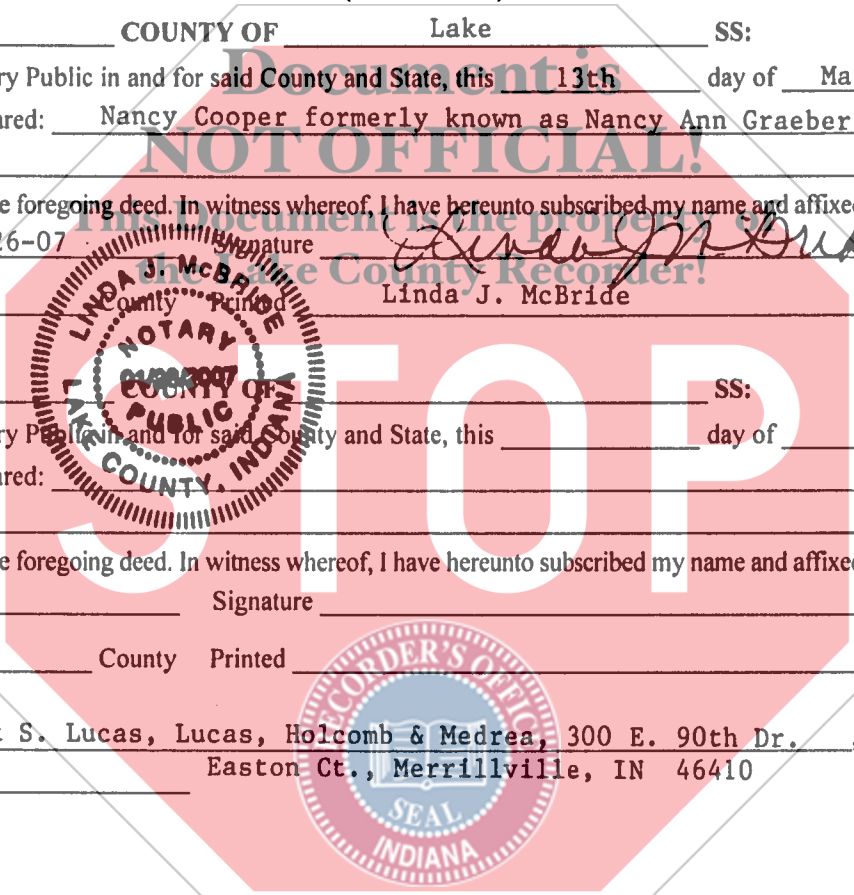 COUNTY OF Lake SS:
ry Public in and for said County and State, this 13th day of Ma
ared: Nancy Cooper formerly known as Nancy Ann Graeber
e foregoing deed. In witness whereof, I have hereunto subscribed my name and affixed
26-07 Signature Linda J McBride
County Printed Linda J. McBride
COUNTY OF SS:
ry Public in and for said County and State, this day of
ared:
e foregoing deed. In witness whereof, I have hereunto subscribed my name and affixed
Signature
County Printed
S. Lucas, Lucas, Holcomb & Medrea, 300 E. 90th Dr.
Easton Ct., Merrillville, IN 46410
Document is
NOT OFFICIAL!
This Document is the property of
the Lake County Recorder!
STOP
LINDA J. McBRIDE
NOTARY
PUBLIC
LAKE COUNTY, INDIANA
RECORDER'S OFFICE
SEAL
INDIANA